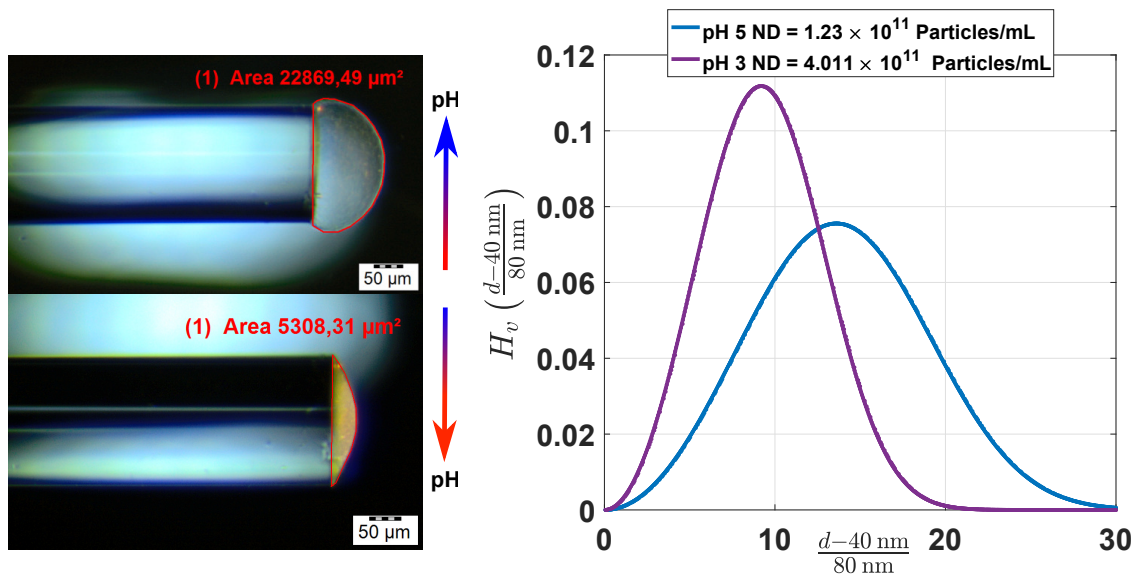 (1) Area 22869,49 µm²
pH
50 µm
(1) Area 5308,31 µm²
pH
50 µm
pH 5 ND = 1.23 × 10¹¹ Particles/mL
pH 3 ND = 4.011 × 10¹¹ Particles/mL
H_v (d−40 nm / 80 nm)
0.12
0.1
0.08
0.06
0.04
0.02
0
0 10 20 30
d−40 nm / 80 nm